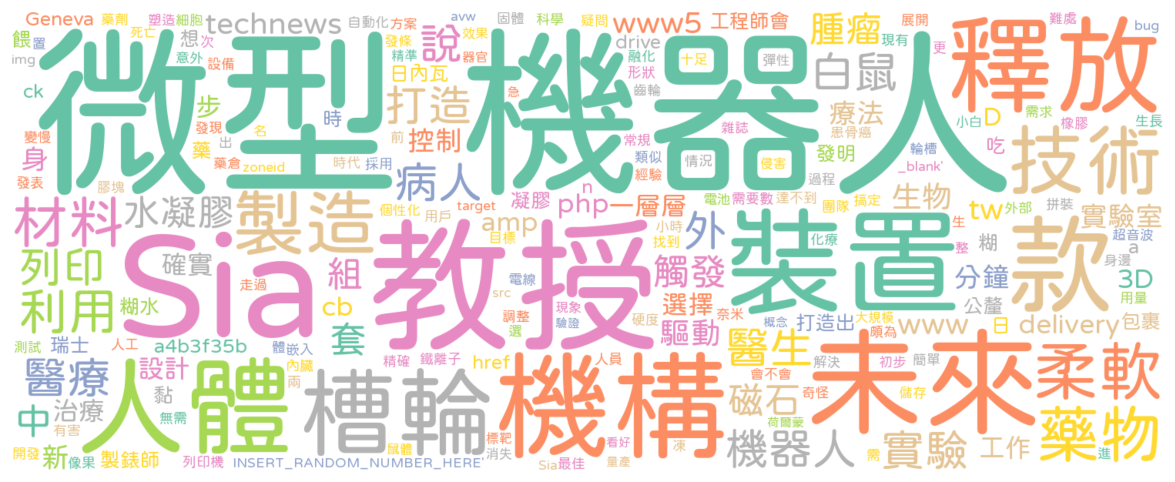 Geneva 藥劑 塑造 細胞 自動化 方案 avw 固體 科學 疑問 展開 難處
餵 置 死亡 想 次 technews 發條 效果 說 www5 工程師會 腫瘤 現有 更 bug
img 意外 設備 精準 器官 drive 融化 十足 彈性 白鼠 釋放
微型 機器人
ck 步 日內瓦 打造 急 形狀 齒輪 療法 小白 D 需求 橡膠 生長
變慢 發現 出 名 時 前 控制 常規 雜誌 患骨癌 輪槽 _blank'
身 藥 藥倉 zoneid 時代 採用 類似 情況 侵害 發明 吃 技術
發表 膠塊 病人 經驗 n 電池 需要數 過程 達不到 生物 生
材料 水凝膠 製造 個性化 用戶 target 凝膠 php 一層層 團隊 搞定 tw 外部 拼裝 實驗室
amp 目標 小時 找到 外 化療 整 糊 超音波 a
列印 確實 Sia 教授 組 電線 觸發 裝置 款 身邊
走過 src 現象 奈米 概念 分鐘 3D
利用 糊水 cb 調整 選擇 公釐 用量
驗證 選 硬度 驅動 打造出 大規模 頗為 www 日 delivery 包裹
測試 瑞士 人工 a4b3f35b 體 嵌入 套 精確 鐵離子 href 人員 醫生 解決 初步 簡單
醫療 設計 內臟 兩 會不會 奇怪 儲存 柔軟
人體 槽輪 機構 磁石 未來
中 治療 黏 無需 荷爾蒙 進 藥物
有害 鼠體 標靶 看好 凍
開發 新 像果 製錶師 列印機 INSERT_RANDOM_NUMBER_HERE' 消失 Sia 最佳 量產 機器人 實驗 需 工作